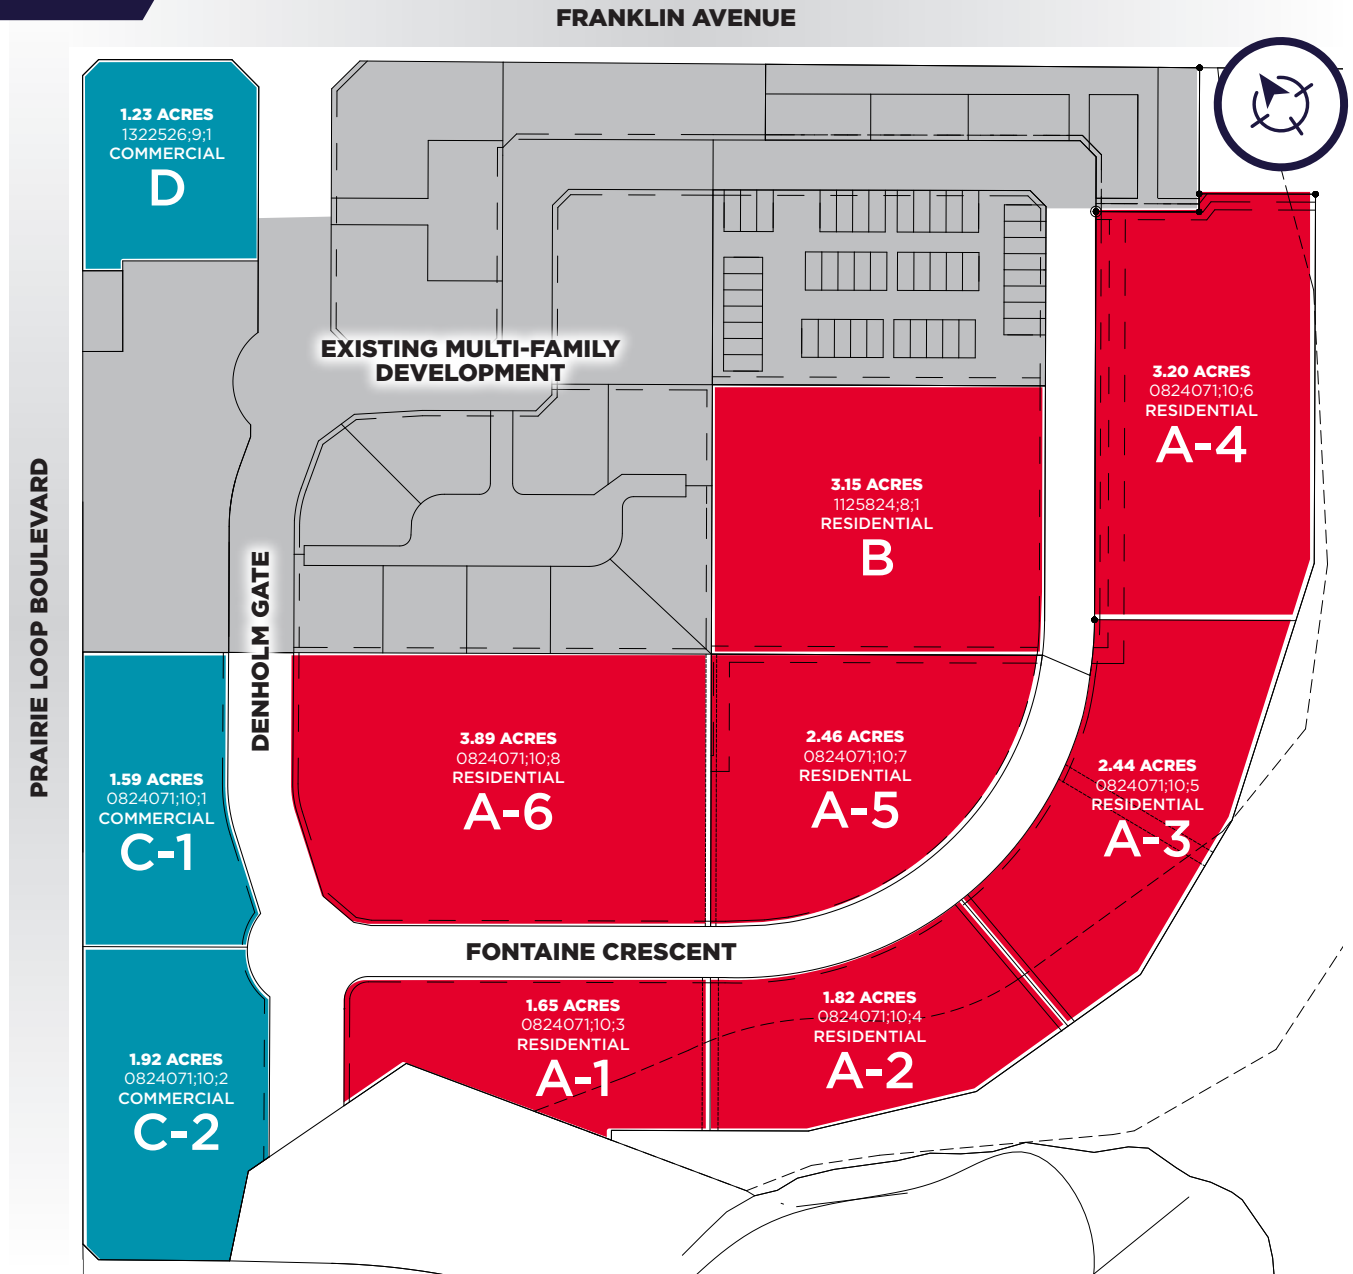 FRANKLIN AVENUE
1.23 ACRES
1322526;9;1
COMMERCIAL
D
EXISTING MULTI-FAMILY
DEVELOPMENT
3.20 ACRES
0824071;10;6
RESIDENTIAL
A-4
3.15 ACRES
1125824;8;1
RESIDENTIAL
B
PRAIRIE LOOP BOULEVARD
DENHOLM GATE
3.89 ACRES
0824071;10;8
RESIDENTIAL
A-6
2.46 ACRES
0824071;10;7
RESIDENTIAL
A-5
2.44 ACRES
0824071;10;5
RESIDENTIAL
A-3
1.59 ACRES
0824071;10;1
COMMERCIAL
C-1
FONTAINE CRESCENT
1.65 ACRES
0824071;10;3
RESIDENTIAL
A-1
1.82 ACRES
0824071;10;4
RESIDENTIAL
A-2
1.92 ACRES
0824071;10;2
COMMERCIAL
C-2